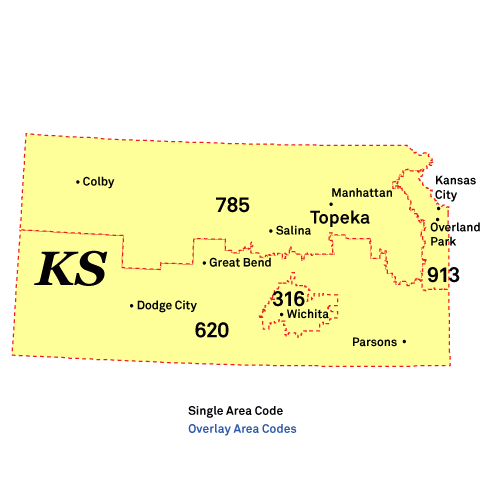 Kansas
City
Colby
Manhattan
785
Topeka
Salina
Overland
Park
KS
Great Bend
913
316
Dodge City
Wichita
620
Parsons
Single Area Code
Overlay Area Codes